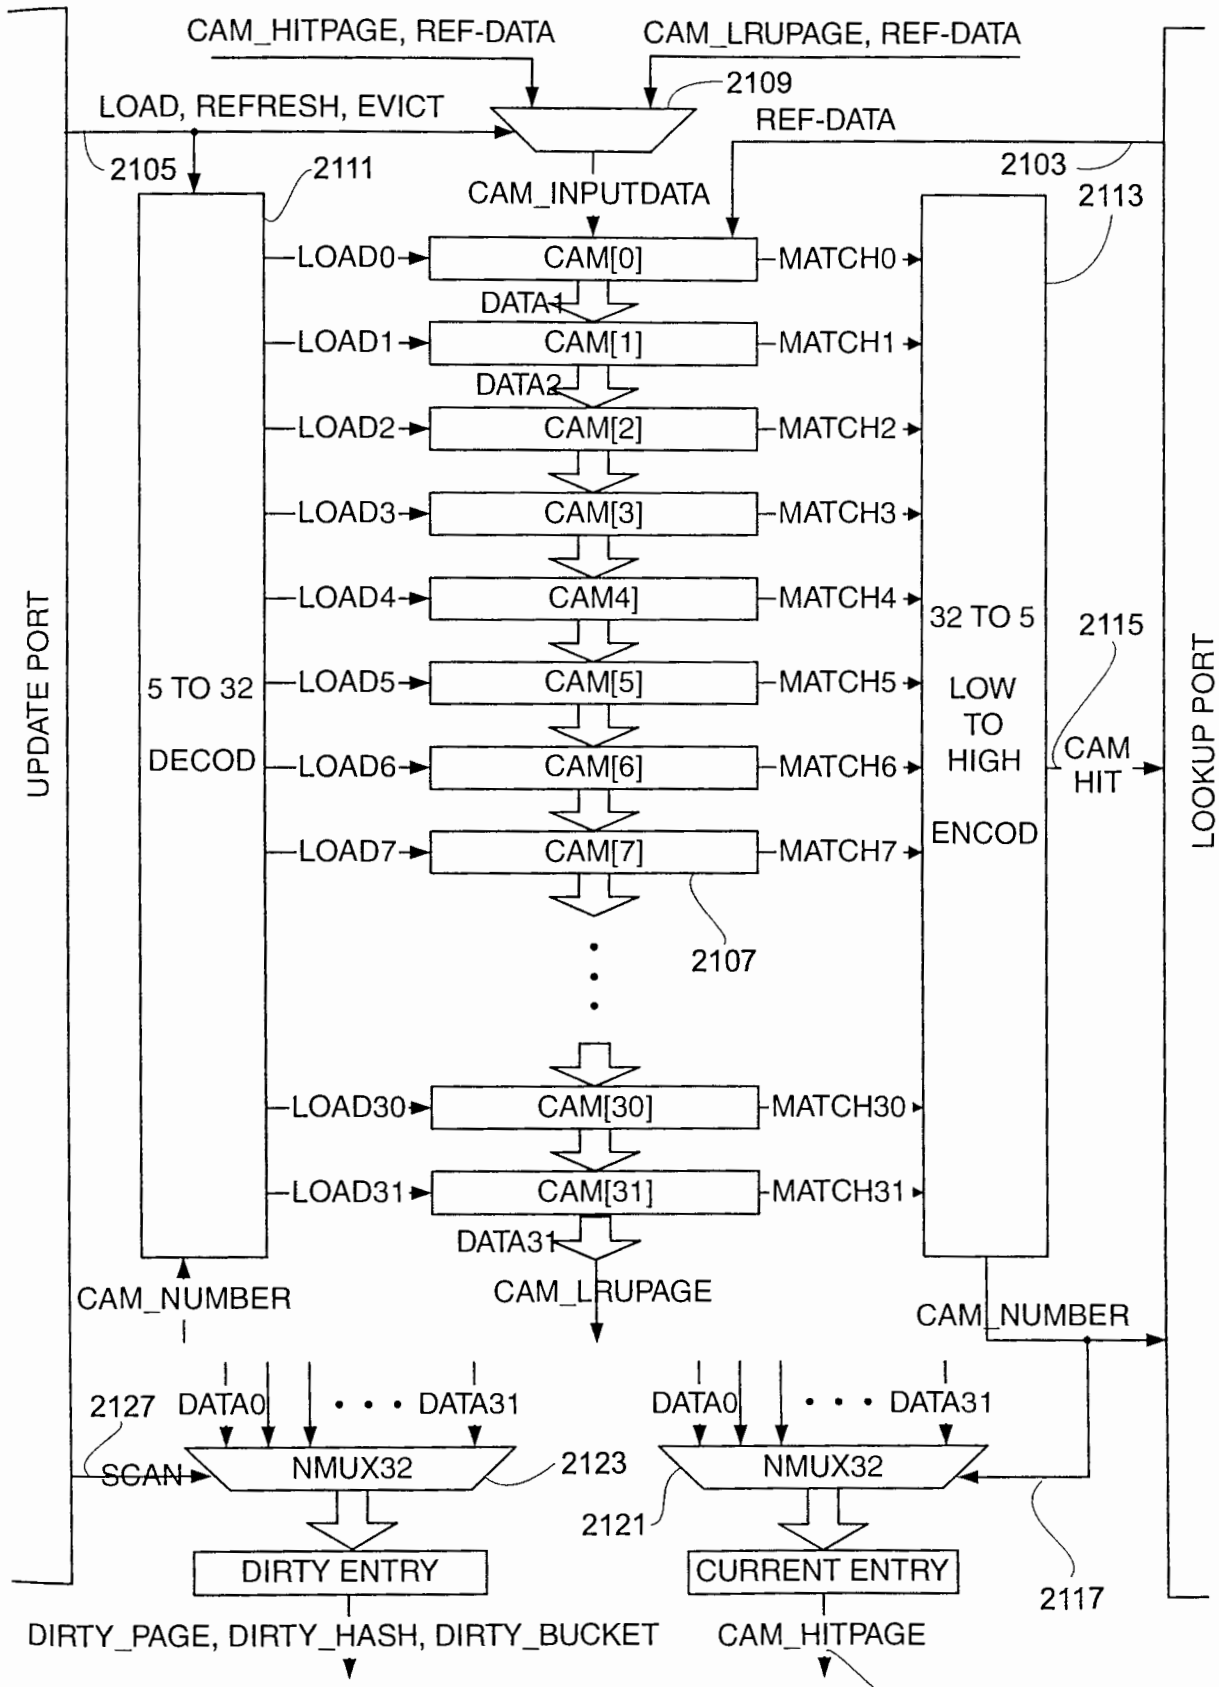 CAM_HITPAGE, REF-DATA
CAM_LRUPAGE, REF-DATA
2109
LOAD, REFRESH, EVICT
REF-DATA
2105
2111
2103
CAM_INPUTDATA
2113
LOAD0
CAM[0]
MATCH0
DATA1
LOAD1
CAM[1]
MATCH1
DATA2
LOAD2
CAM[2]
MATCH2
LOAD3
CAM[3]
MATCH3
LOAD4
CAM4]
MATCH4
32 TO 5
2115
UPDATE PORT
5 TO 32
LOAD5
CAM[5]
MATCH5
LOW
TO
LOOKUP PORT
DECOD
LOAD6
CAM[6]
MATCH6
HIGH
CAM
HIT
ENCOD
LOAD7
CAM[7]
MATCH7
2107
LOAD30
CAM[30]
MATCH30
LOAD31
CAM[31]
MATCH31
DATA31
CAM_NUMBER
CAM_LRUPAGE
CAM_NUMBER
2127
DATA0
DATA31
DATA0
DATA31
SCAN
NMUX32
2123
NMUX32
2121
DIRTY ENTRY
CURRENT ENTRY
2117
DIRTY_PAGE, DIRTY_HASH, DIRTY_BUCKET
CAM_HITPAGE